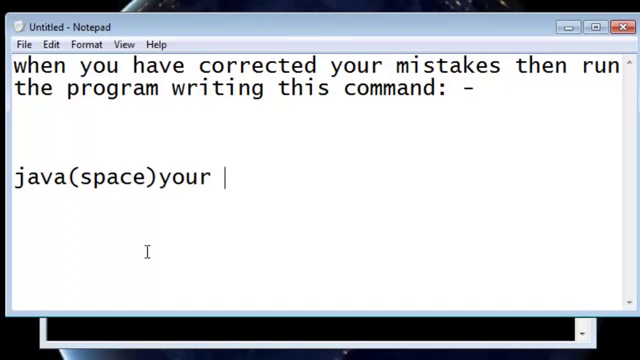 Untitled - Notepad
File Edit Format View Help
when you have corrected your mistakes then run
the program writing this command: -
java(space)your